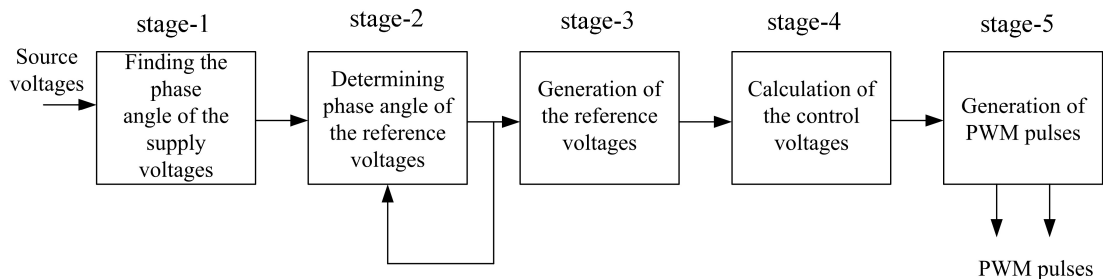 stage-1
stage-2
stage-3
stage-4
stage-5
Source
voltages
Finding the
phase
angle of the
supply
voltages
Determining
phase angle of
the reference
voltages
Generation of
the reference
voltages
Calculation of
the control
voltages
Generation of
PWM pulses
PWM pulses